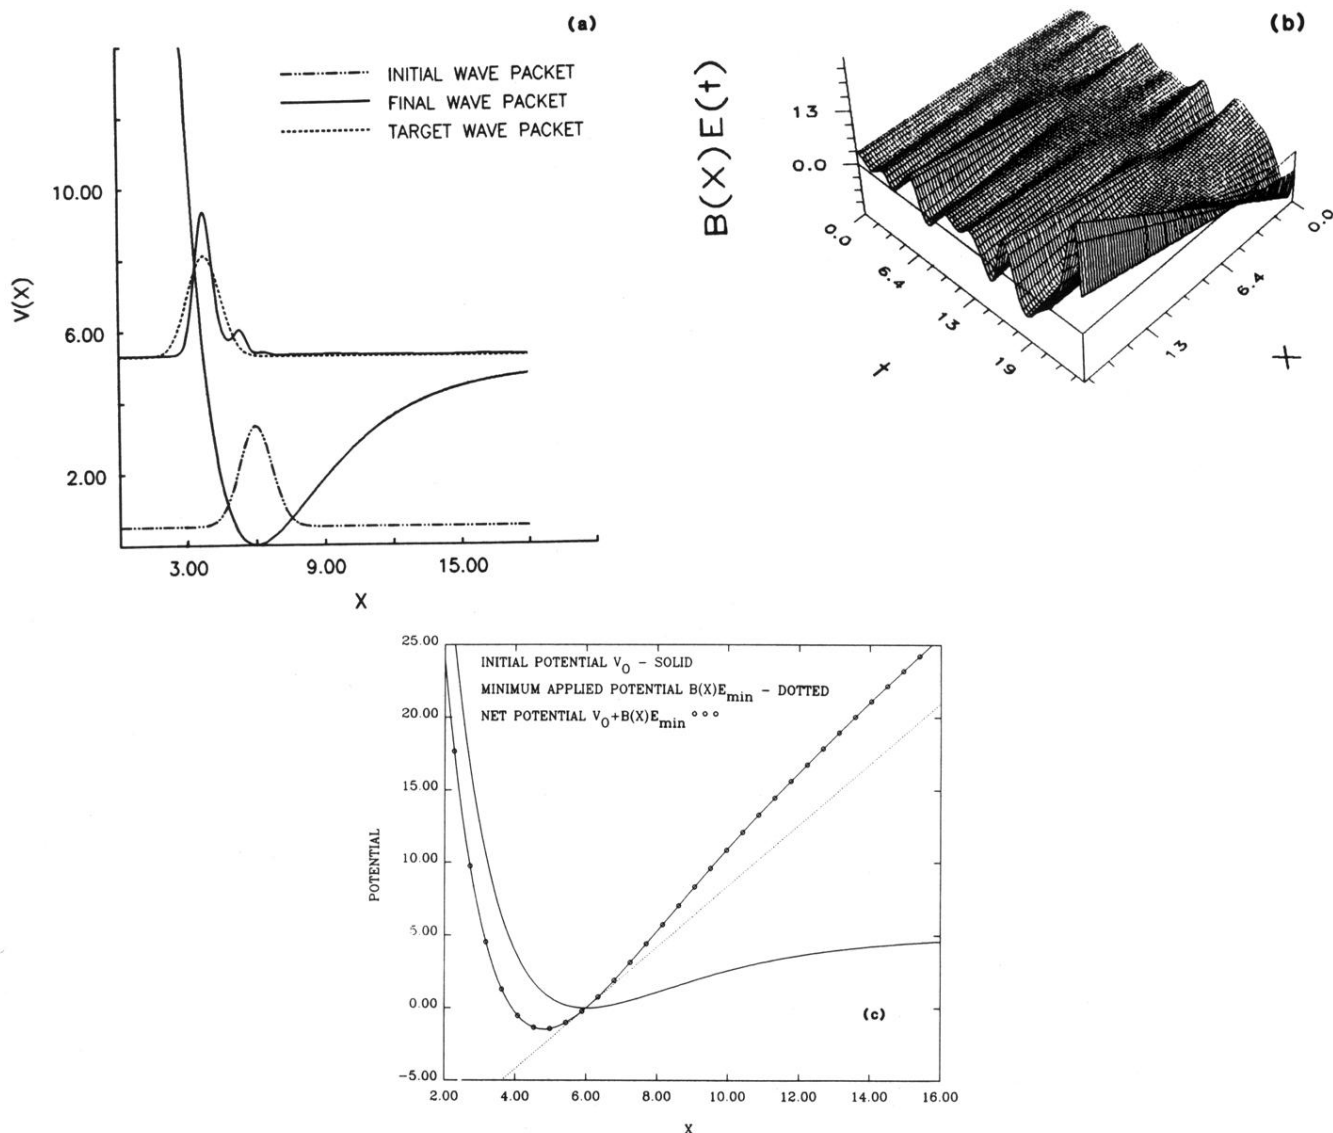 (a)
INITIAL WAVE PACKET
FINAL WAVE PACKET
TARGET WAVE PACKET
10.00
6.00
2.00
V(X)
3.00 9.00 15.00
X
(b)
B(X)E(t)
13
0.0
0.0
6.4
13
19
t
0.0
6.4
13
X
25.00
20.00
15.00
10.00
5.00
0.00
-5.00
POTENTIAL
INITIAL POTENTIAL V0 - SOLID
MINIMUM APPLIED POTENTIAL B(X)Emin - DOTTED
NET POTENTIAL V0+B(X)Emin ° ° °
(c)
2.00 4.00 6.00 8.00 10.00 12.00 14.00 16.00
X